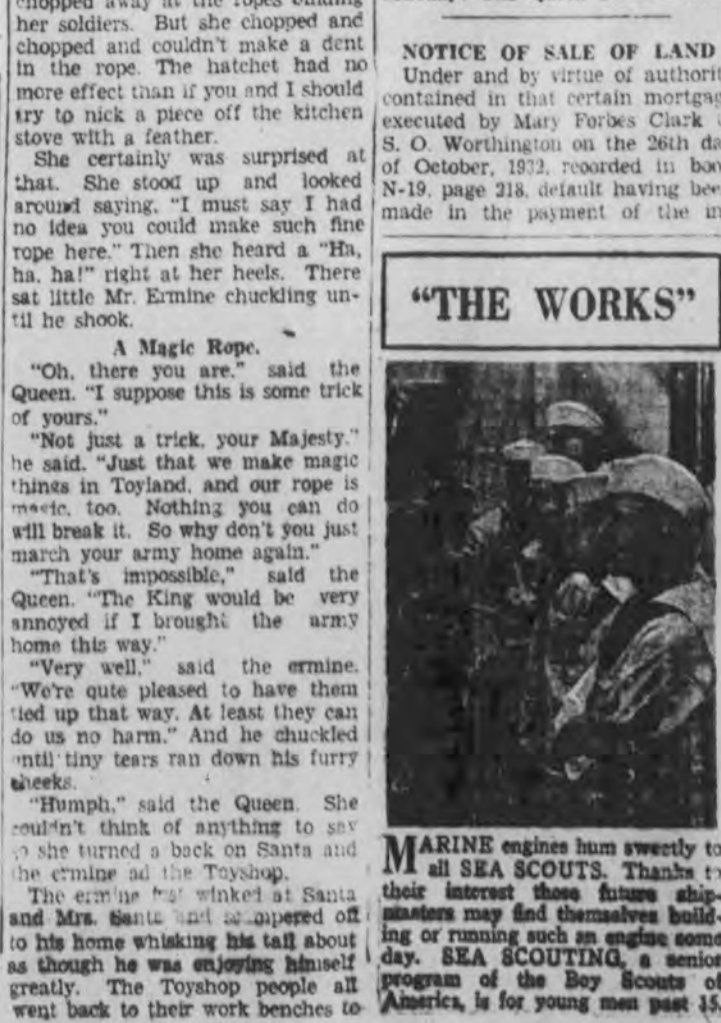 chopped away at the ropes binding
her soldiers. But she chopped and
chopped and couldn't make a dent
in the rope. The hatchet had no
more effect than if you and I should
try to nick a piece off the kitchen
stove with a feather.
She certainly was surprised at
that. She stood up and looked
around saying, "I must say I had
no idea you could make such fine
rope here." Then she heard a "Ha,
ha, ha!" right at her heels. There
sat little Mr. Ermine chuckling un-
til he shook.
A Magic Rope.
"Oh, there you are," said the
Queen. "I suppose this is some trick
of yours."
"Not just a trick, your Majesty,"
he said. "Just that we make magic
things in Toyland, and our rope is
magic, too. Nothing you can do
will break it. So why don't you just
march your army home again."
"That's impossible," said the
Queen. "The King would be very
annoyed if I brought the army
home this way."
"Very well," said the ermine.
"We're qute pleased to have them
tied up that way. At least they can
do us no harm." And he chuckled
until tiny tears ran down his furry
cheeks.
"Humph," said the Queen. She
couldn't think of anything to say
so she turned a back on Santa and
the ermine ad the Toyshop.
The ermine winked at Santa
and Mrs. Santa and scampered off
to his home whisking his tail about
as though he was enjoying himself
greatly. The Toyshop people all
went back to their work benches to
NOTICE OF SALE OF LAND
Under and by virtue of authorit
contained in that certain mortgag
executed by Mary Forbes Clark
S. O. Worthington on the 26th da
of October, 1932, recorded in boo
N-19, page 218, default having bee
made in the payment of the in
"THE WORKS"
MARINE engines hum sweetly to
all SEA SCOUTS. Thanks to
their interest these future ship-
masters may find themselves build-
ing or running such an engine some
day. SEA SCOUTING, a senior
program of the Boy Scouts of
America, is for young men past 15.